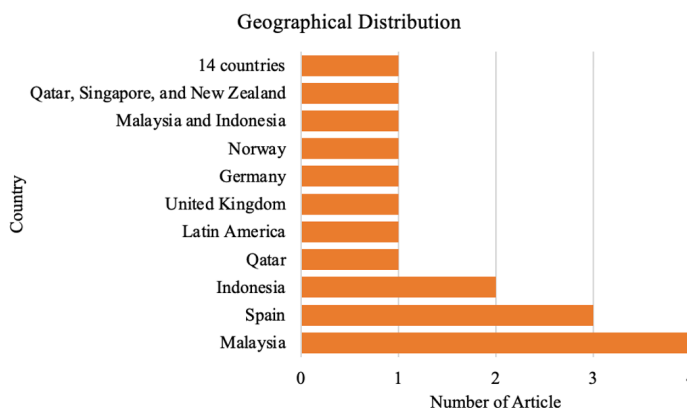 Geographical Distribution
14 countries
Qatar, Singapore, and New Zealand
Malaysia and Indonesia
Norway
Germany
United Kingdom
Latin America
Qatar
Indonesia
Spain
Malaysia
Country
0 1 2 3
Number of Article